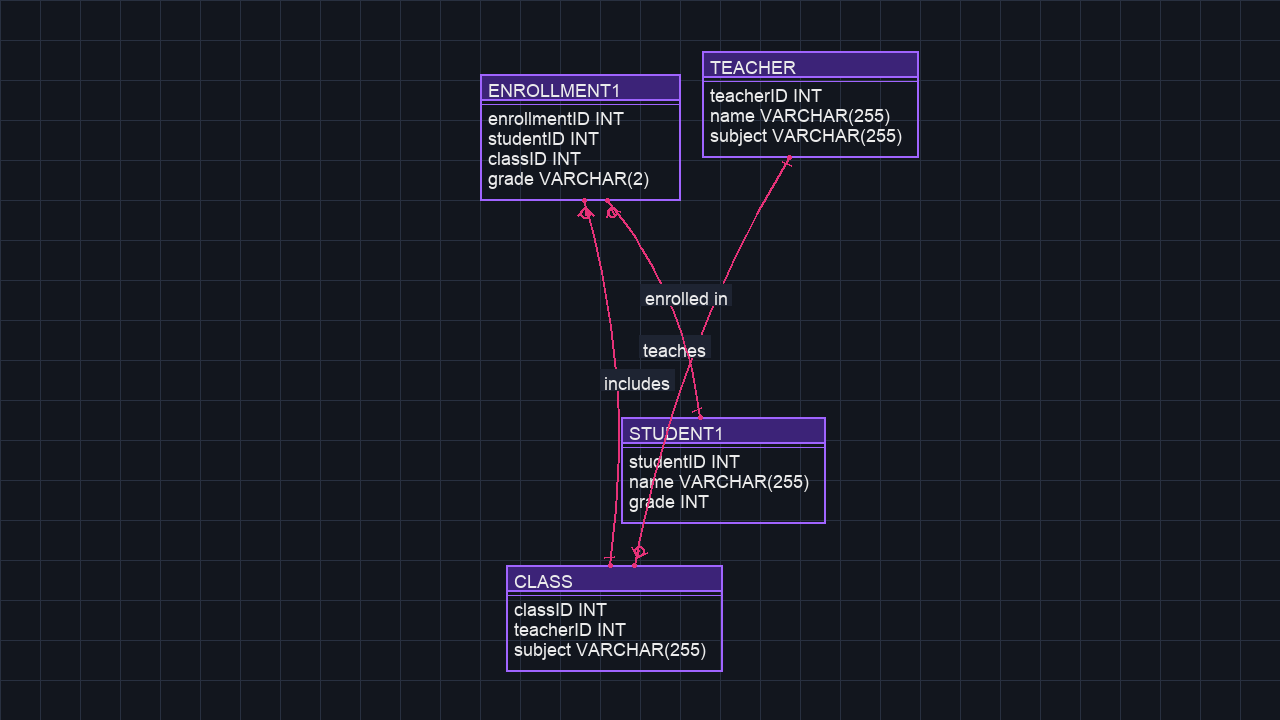 ENROLLMENT1
enrollmentID INT
studentID INT
classID INT
grade VARCHAR(2)
TEACHER
teacherID INT
name VARCHAR(255)
subject VARCHAR(255)
enrolled in
teaches
includes
STUDENT1
studentID INT
name VARCHAR(255)
grade INT
CLASS
classID INT
teacherID INT
subject VARCHAR(255)